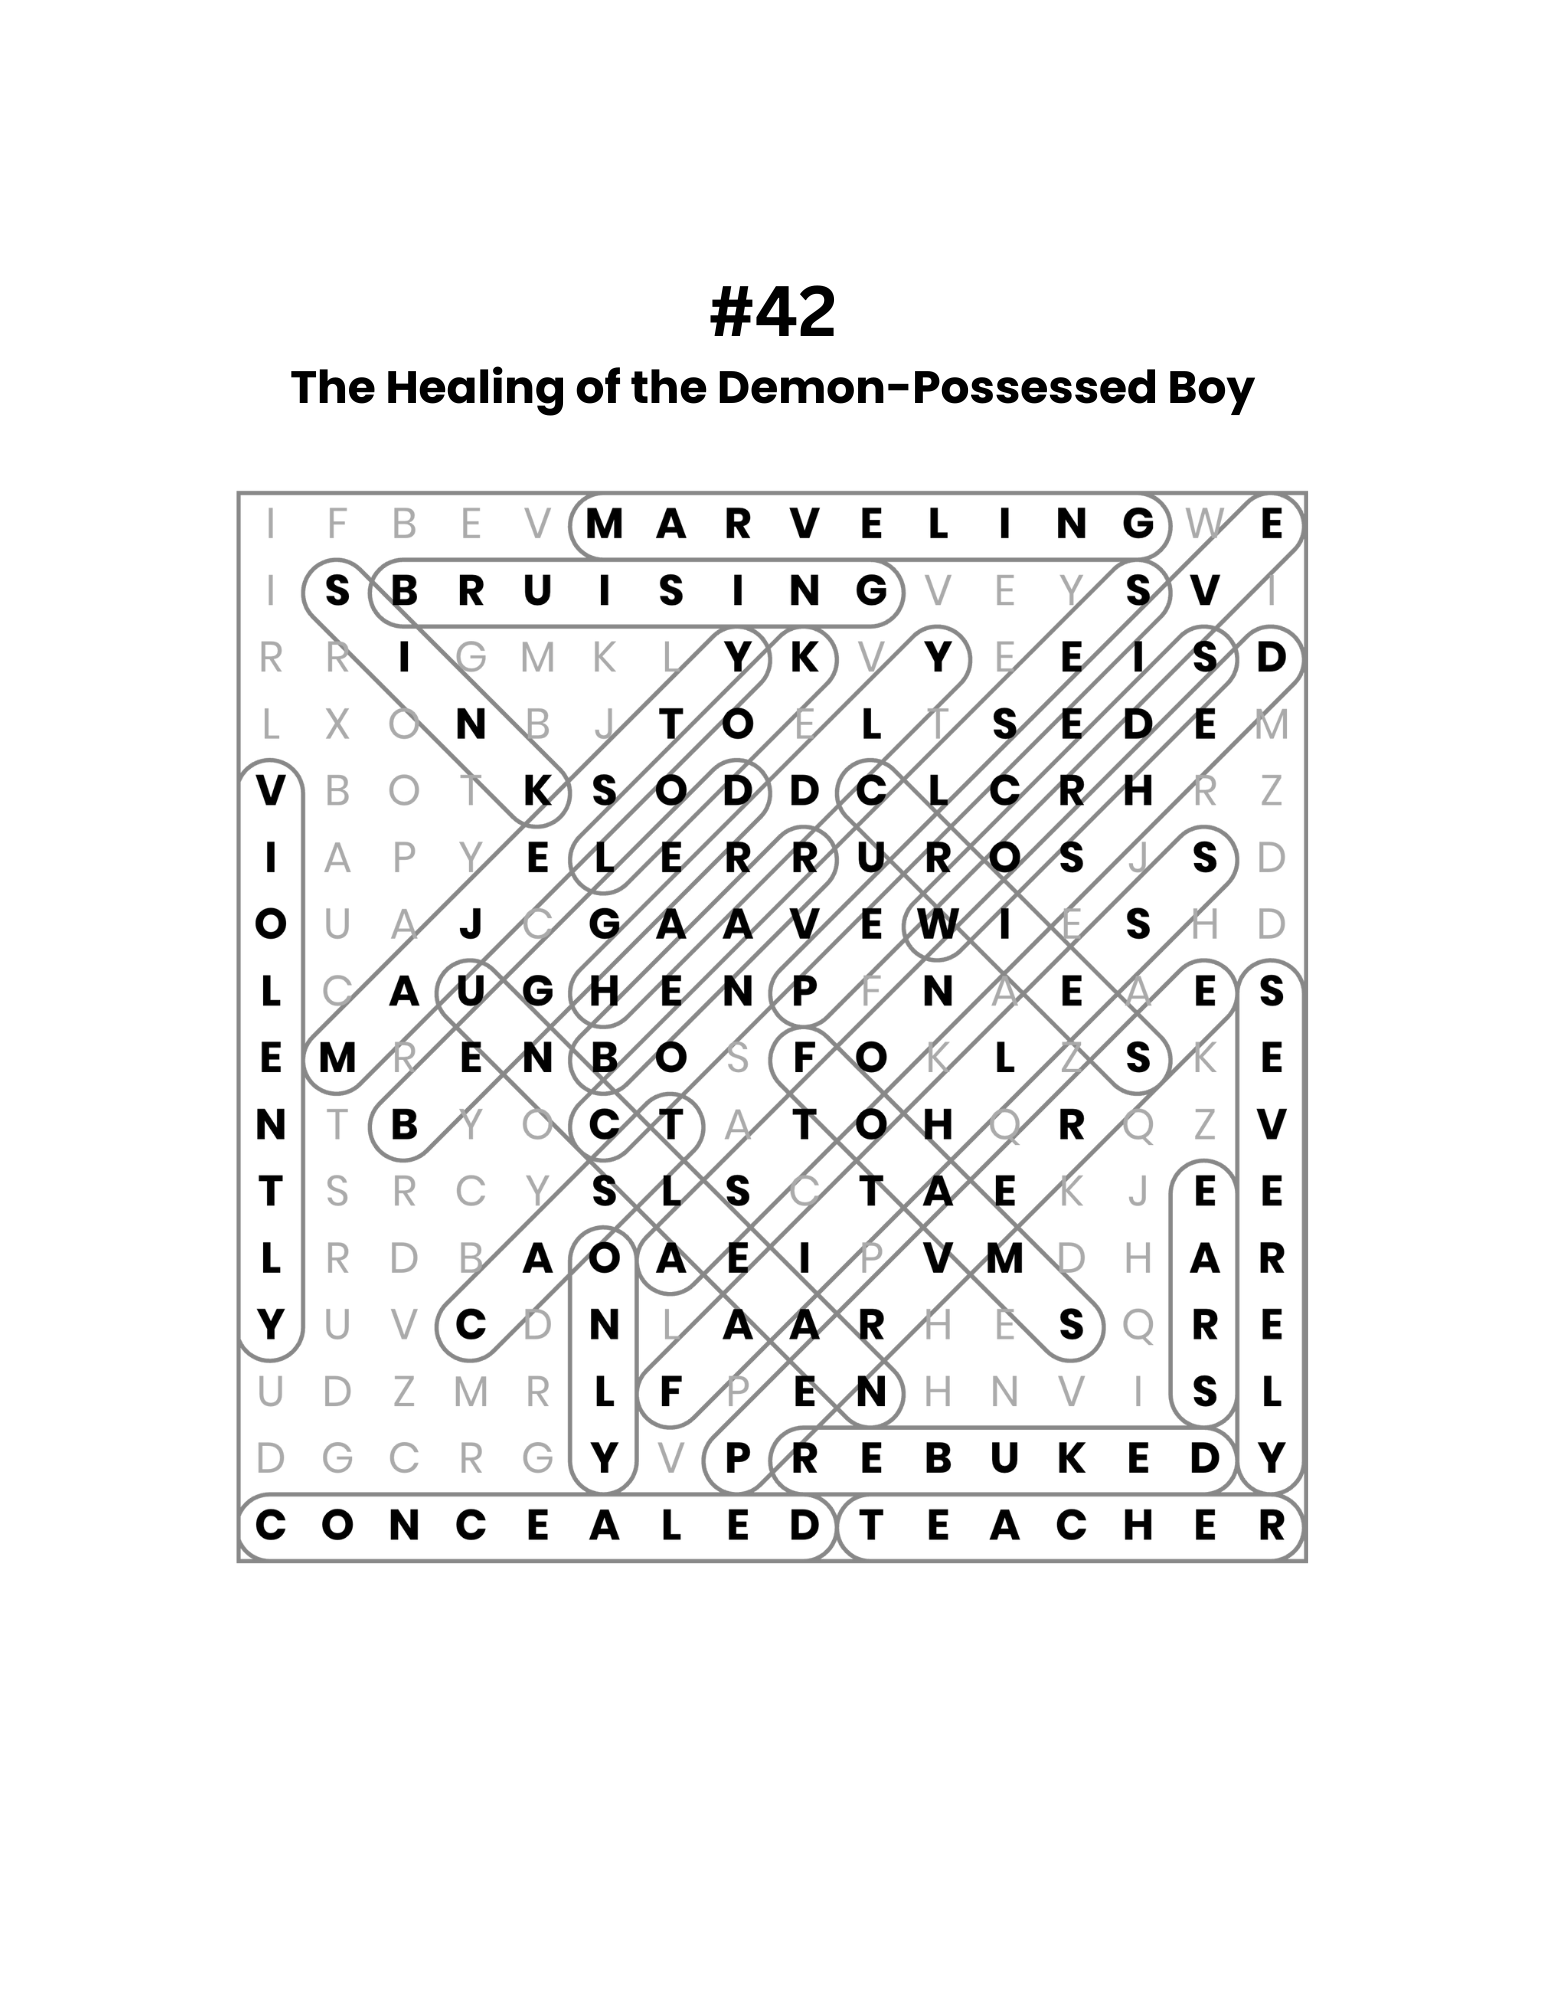 #42
The Healing of the Demon-Possessed Boy
I F B E V M A R V E L I N G W E
I S B R U I S I N G V E Y S V I
R R I G M K L Y K V Y E E I S D
L X O N B J T O E L T S E D E M
V B O T K S O D D C L C R H R Z
I A P Y E L E R R U R O S J S D
O U A J C G A A V E W I E S H D
L C A U G H E N P F N A E A E S
E M R E N B O S F O K L Z S K E
N T B Y O C T A T O H Q R Q Z V
T S R C Y S L S C T A E K J E E
L R D B A O A E I P V M D H A R
Y U V C D N L A A R H E S Q R E
U D Z M R L F P E N H N V I S L
D G C R G Y V P R E B U K E D Y
C O N C E A L E D T E A C H E R